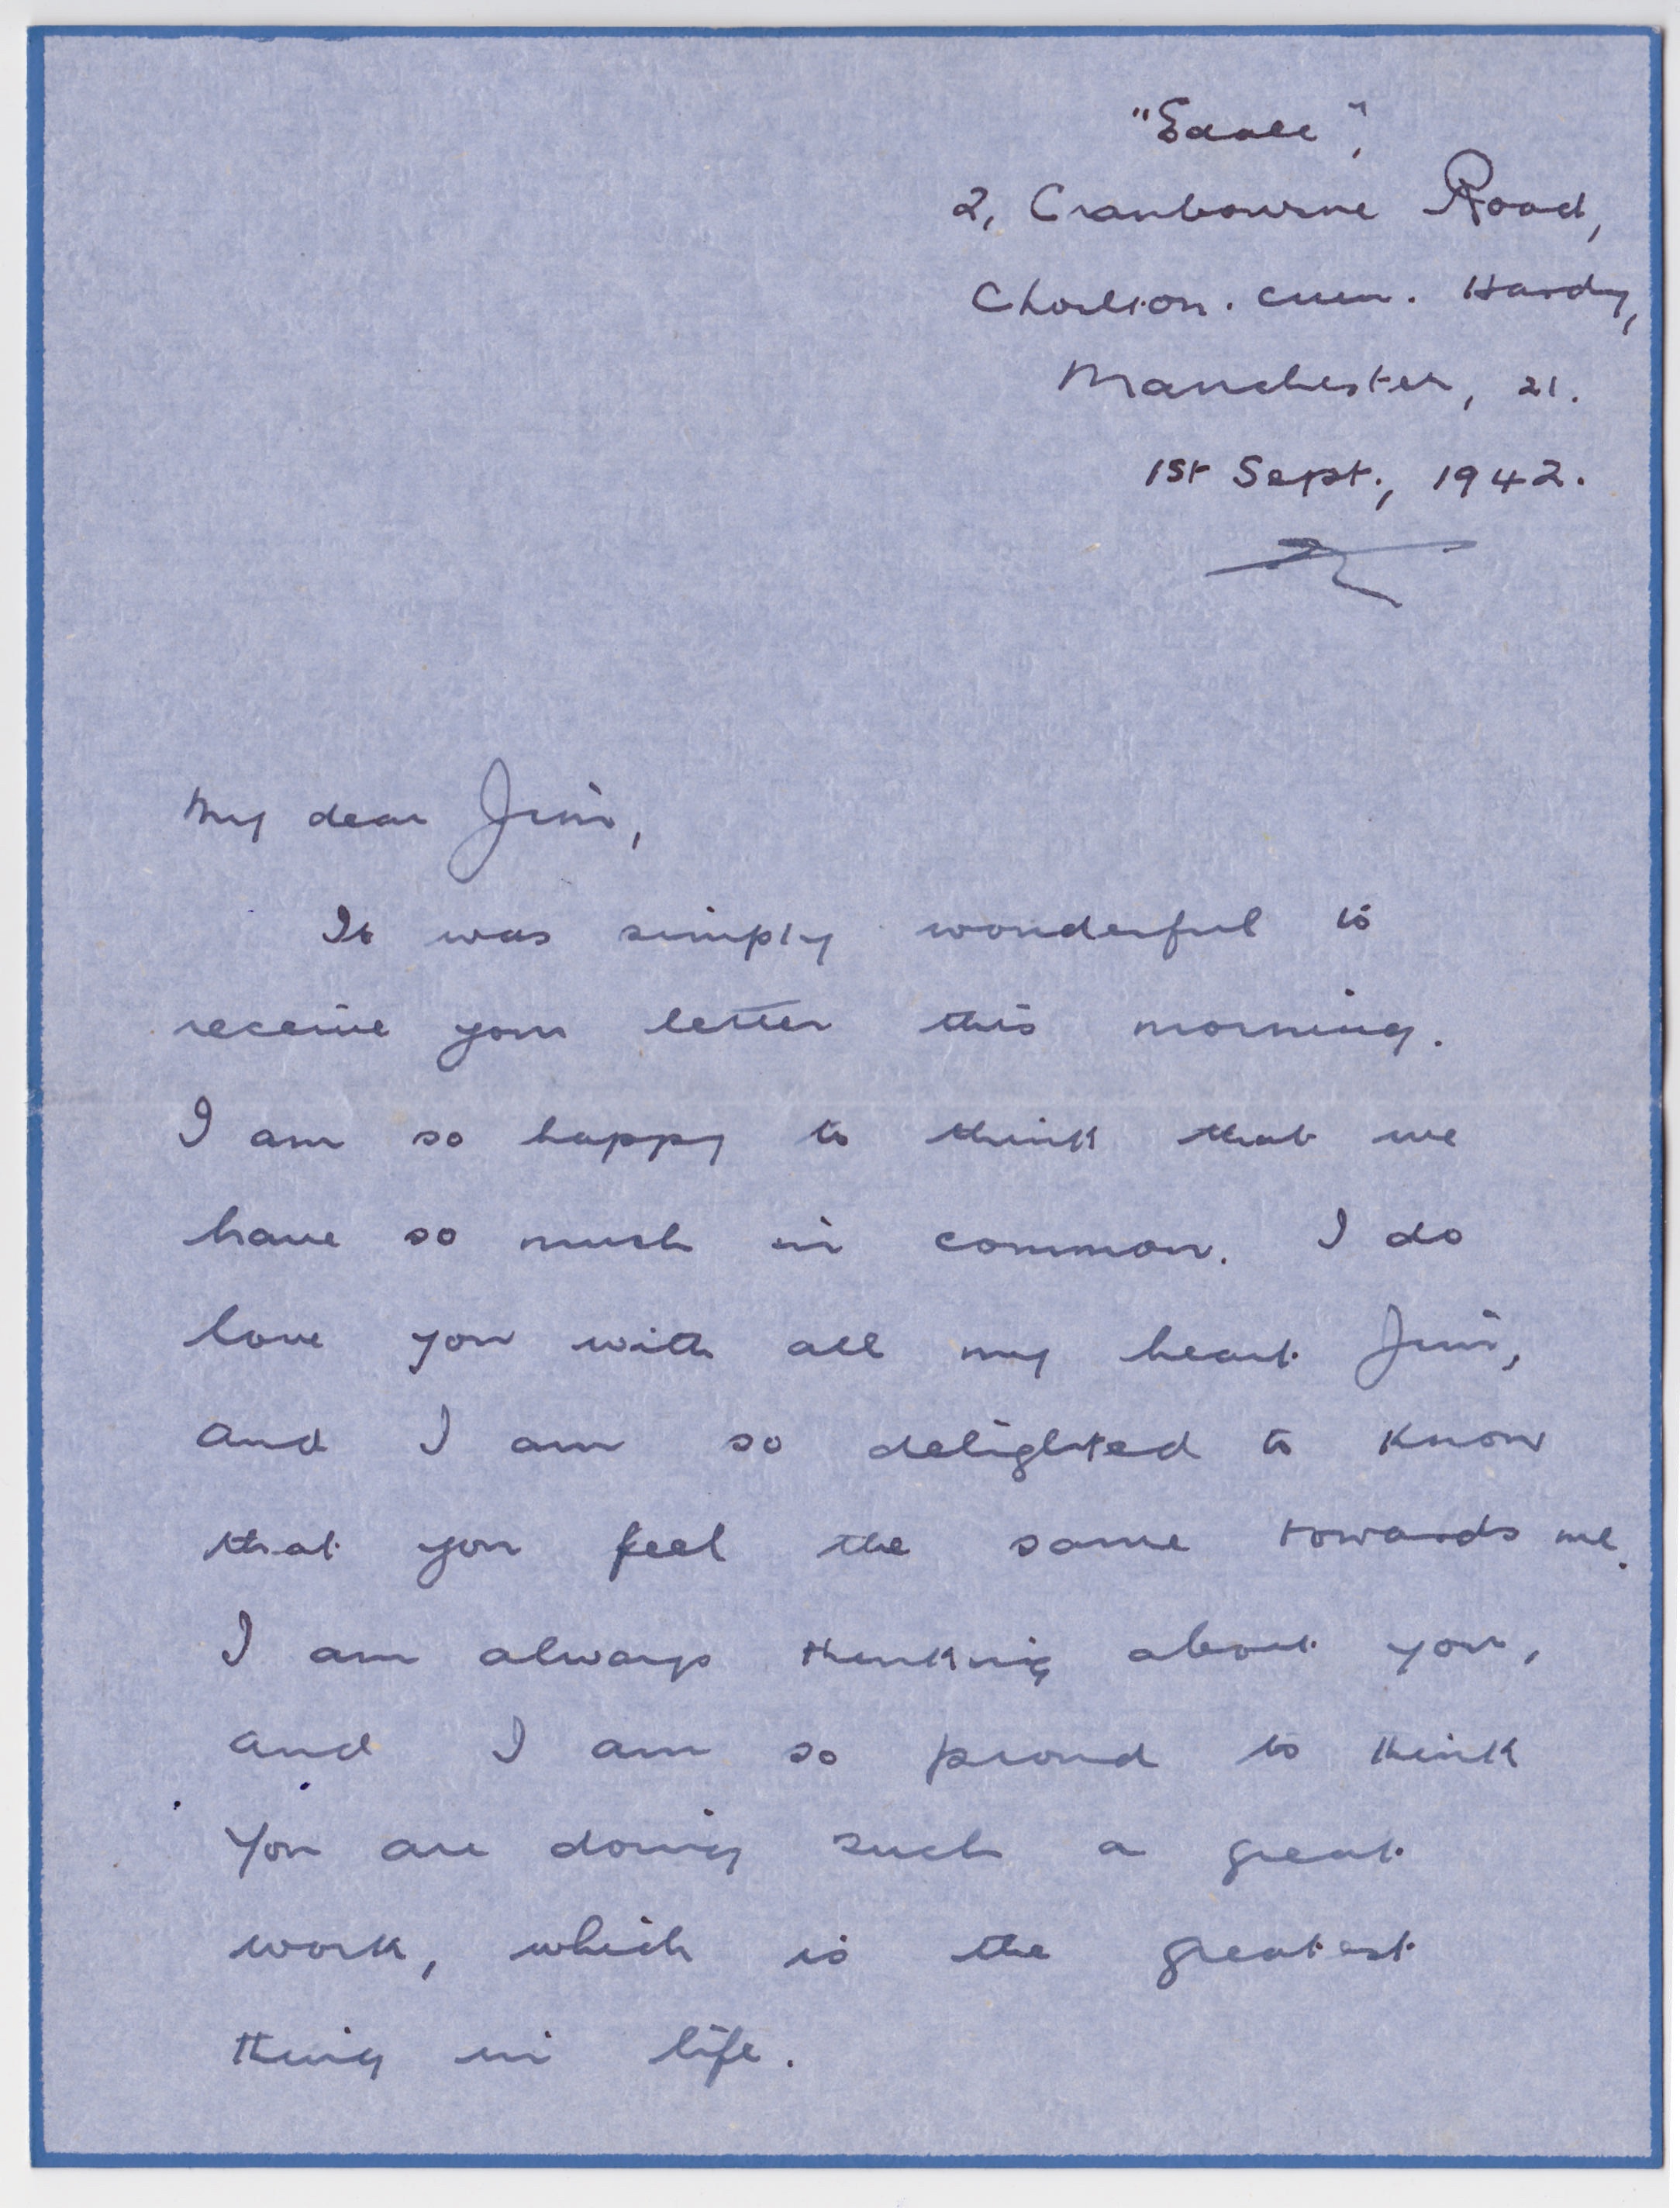 "Edale",
2, Cranbourne Road,
Chorlton. cum. Hardy,
Manchester, 21.
1st Sept., 1942.
My dear Jim,
It was simply wonderful to
receive your letter this morning.
I am so happy to think that we
have so much in common. I do
love you with all my heart Jim,
and I am so delighted to know
that you feel the same towards me.
I am always thinking about you,
and I am so proud to think
you are doing such a great
work, which is the greatest
thing in life.